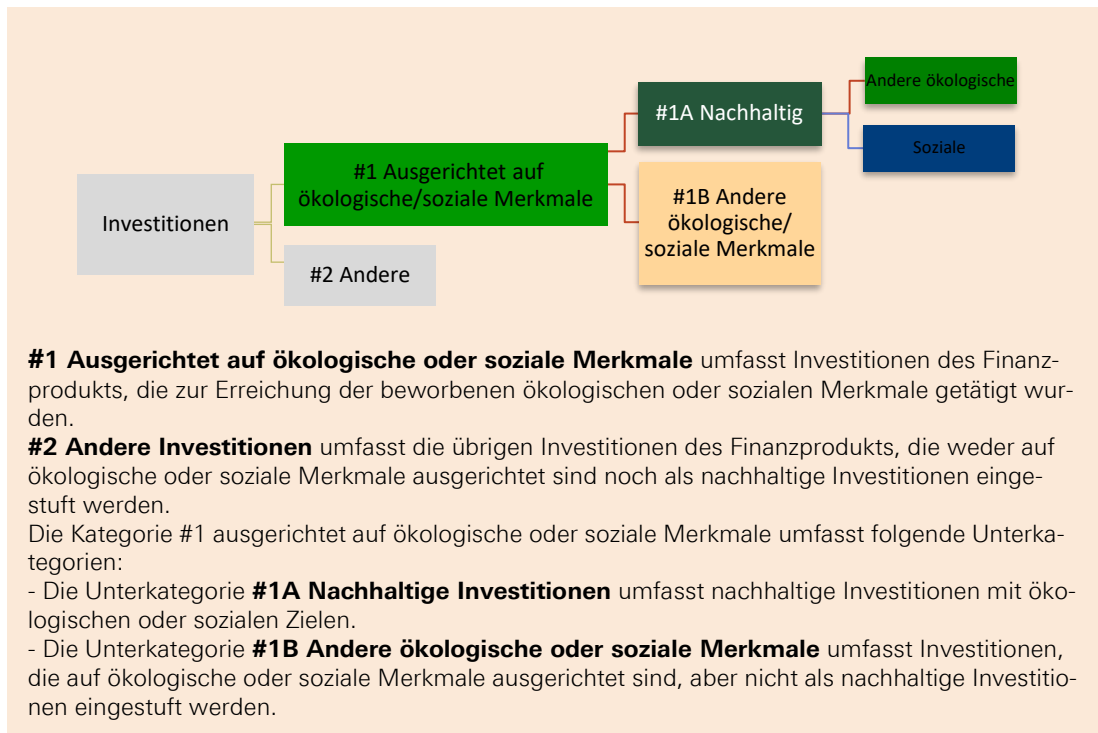 Andere ökologische
#1A Nachhaltig
Soziale
#1 Ausgerichtet auf
ökologische/soziale Merkmale
#1B Andere
ökologische/
soziale Merkmale
Investitionen
#2 Andere
#1 Ausgerichtet auf ökologische oder soziale Merkmale umfasst Investitionen des Finanz-
produkts, die zur Erreichung der beworbenen ökologischen oder sozialen Merkmale getätigt wur-
den.
#2 Andere Investitionen umfasst die übrigen Investitionen des Finanzprodukts, die weder auf
ökologische oder soziale Merkmale ausgerichtet sind noch als nachhaltige Investitionen einge-
stuft werden.
Die Kategorie #1 ausgerichtet auf ökologische oder soziale Merkmale umfasst folgende Unterka-
tegorien:
- Die Unterkategorie #1A Nachhaltige Investitionen umfasst nachhaltige Investitionen mit öko-
logischen oder sozialen Zielen.
- Die Unterkategorie #1B Andere ökologische oder soziale Merkmale umfasst Investitionen,
die auf ökologische oder soziale Merkmale ausgerichtet sind, aber nicht als nachhaltige Investitio-
nen eingestuft werden.